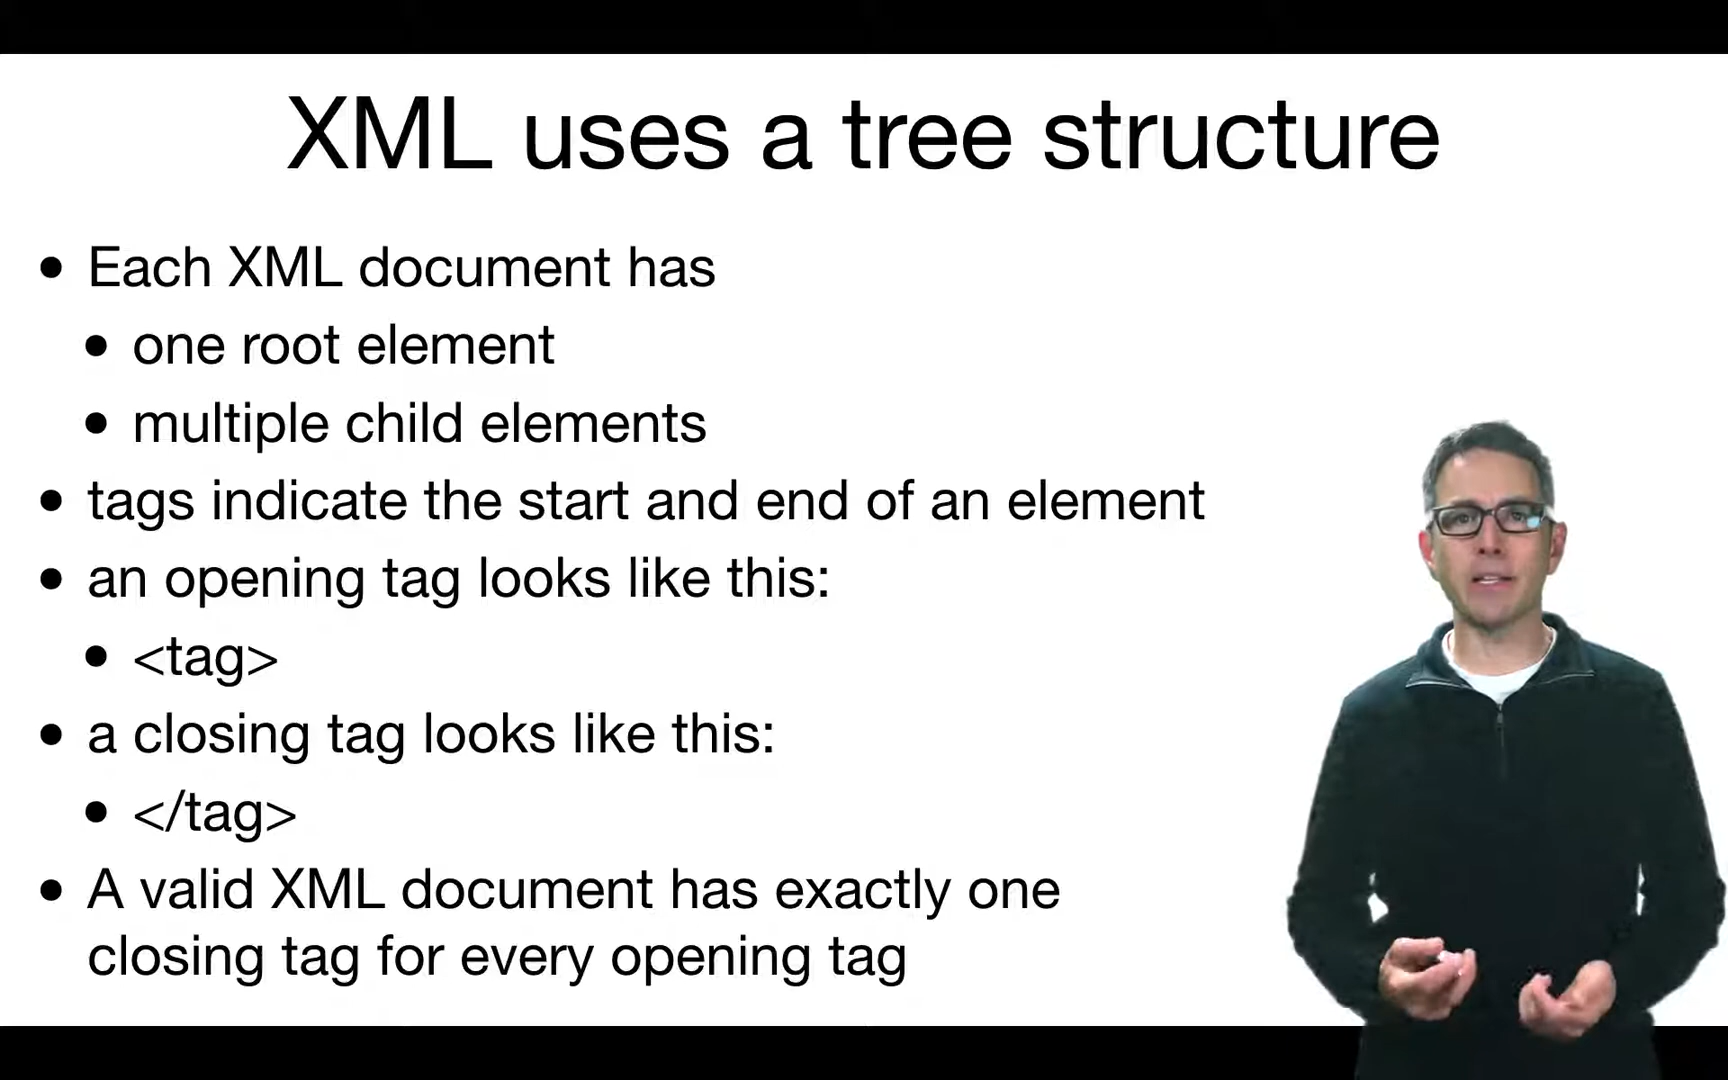 XML uses a tree structure
• Each XML document has
• one root element
• multiple child elements
• tags indicate the start and end of an element
• an opening tag looks like this:
• <tag>
• a closing tag looks like this:
• </tag>
• A valid XML document has exactly one
closing tag for every opening tag